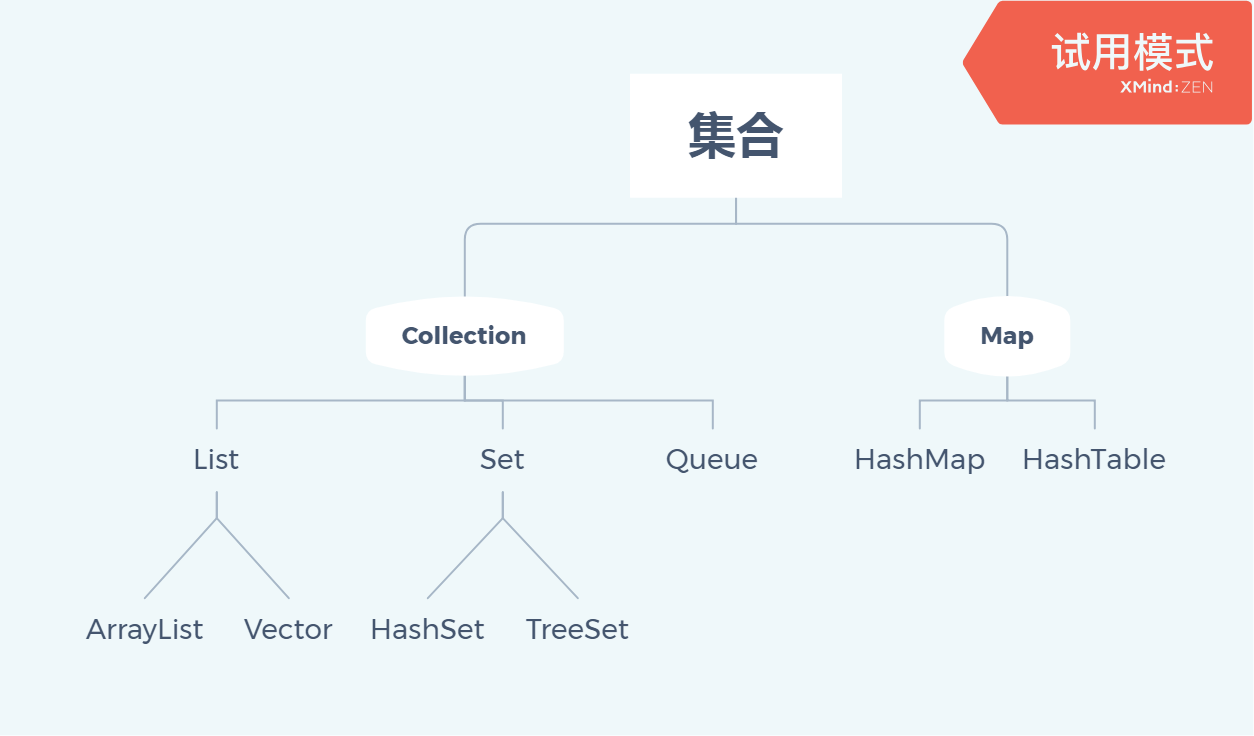 试用模式
XMind:ZEN
集合
Collection
Map
List
Set
Queue
HashMap
HashTable
ArrayList
Vector
HashSet
TreeSet